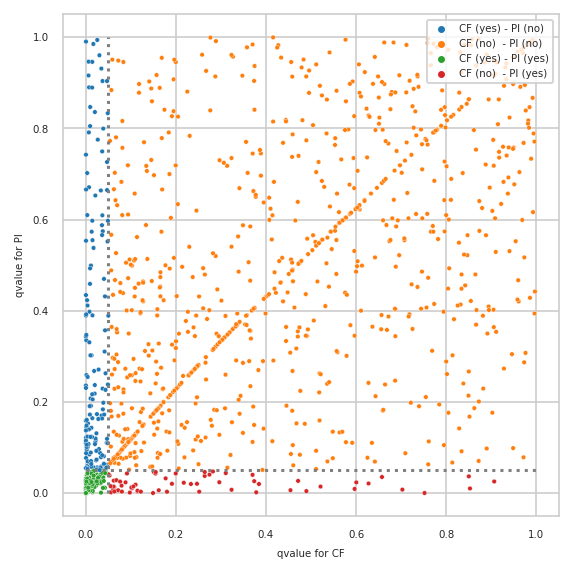 CF (yes) - PI (no)
CF (no)  - PI (no)
CF (yes) - PI (yes)
CF (no)  - PI (yes)
1.0
0.8
0.6
0.4
0.2
0.0
qvalue for PI
0.0 0.2 0.4 0.6 0.8 1.0
qvalue for CF